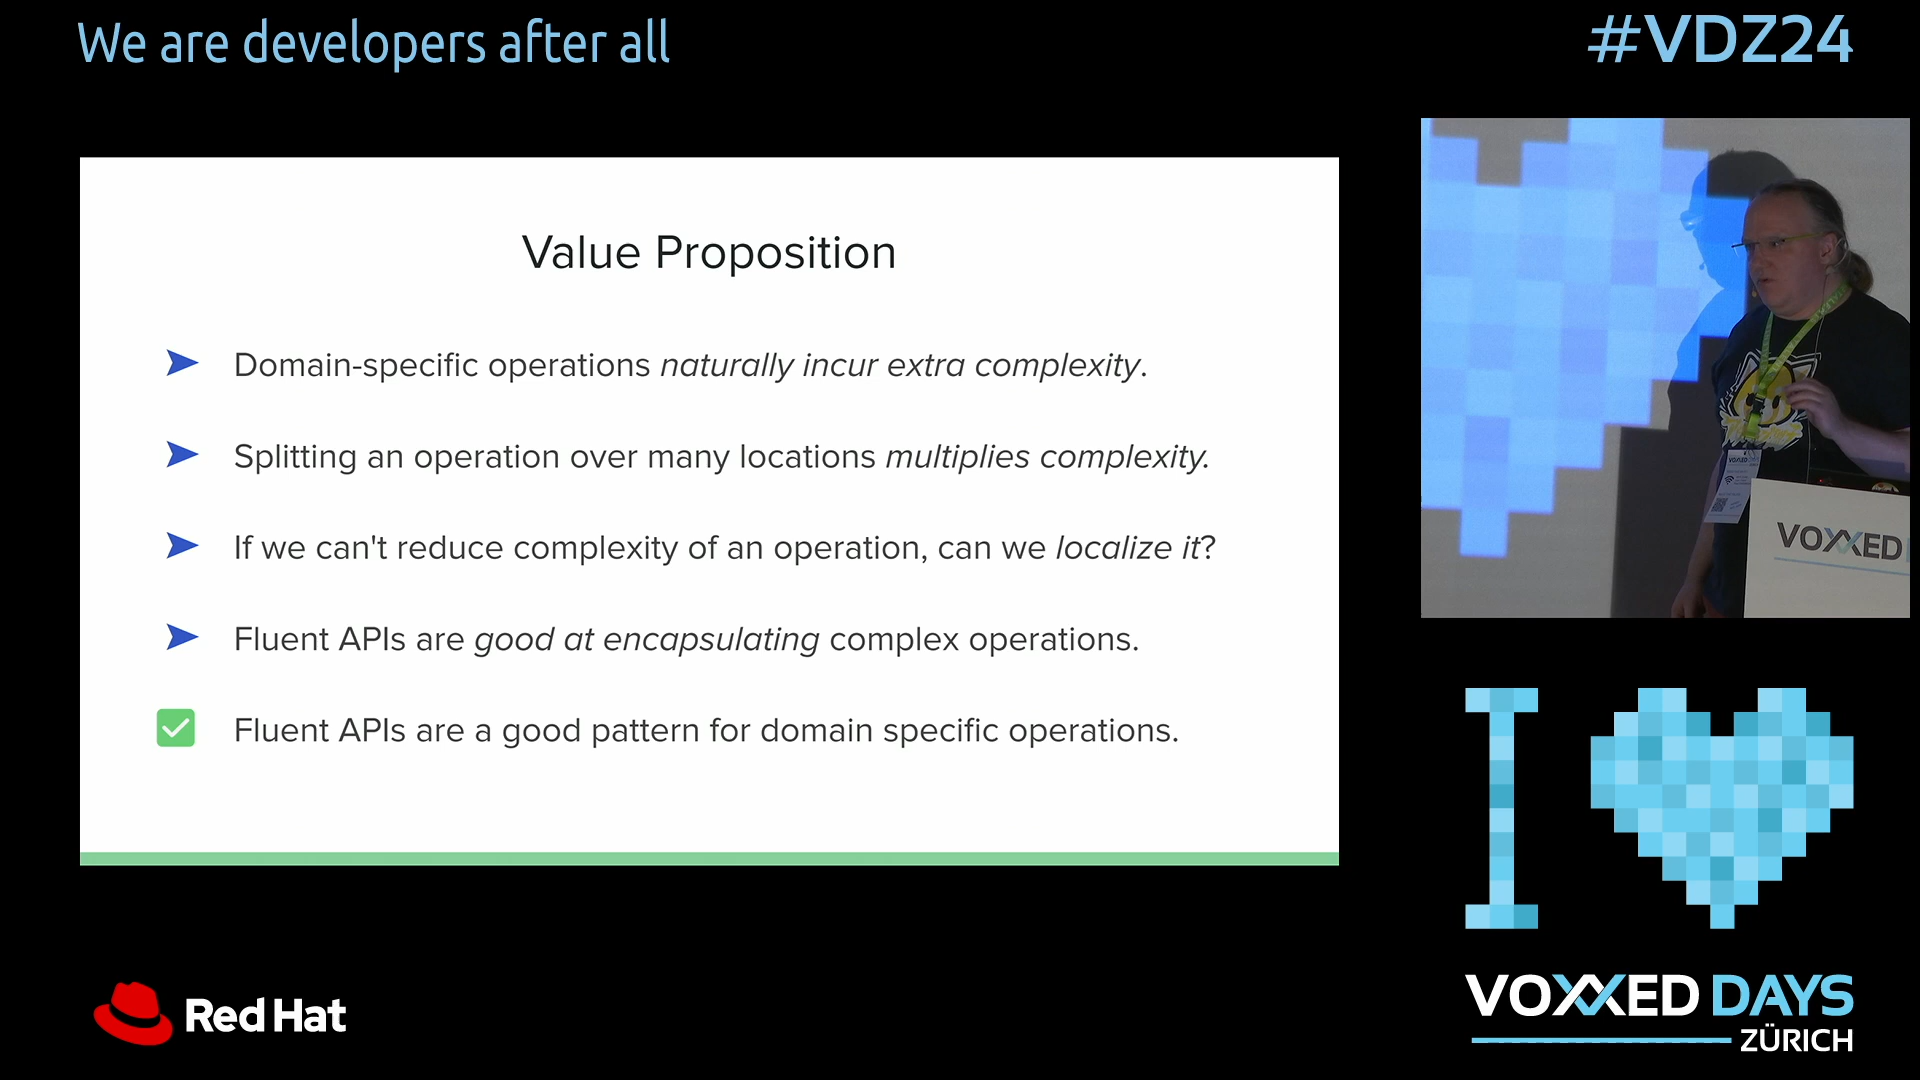 We are developers after all
#VDZ24
Value Proposition
Domain-specific operations naturally incur extra complexity.
Splitting an operation over many locations multiplies complexity.
If we can't reduce complexity of an operation, can we localize it?
Fluent APIs are good at encapsulating complex operations.
Fluent APIs are a good pattern for domain specific operations.
VOXXED
VOXXED
I
Red Hat
VOXXED DAYS
ZÜRICH